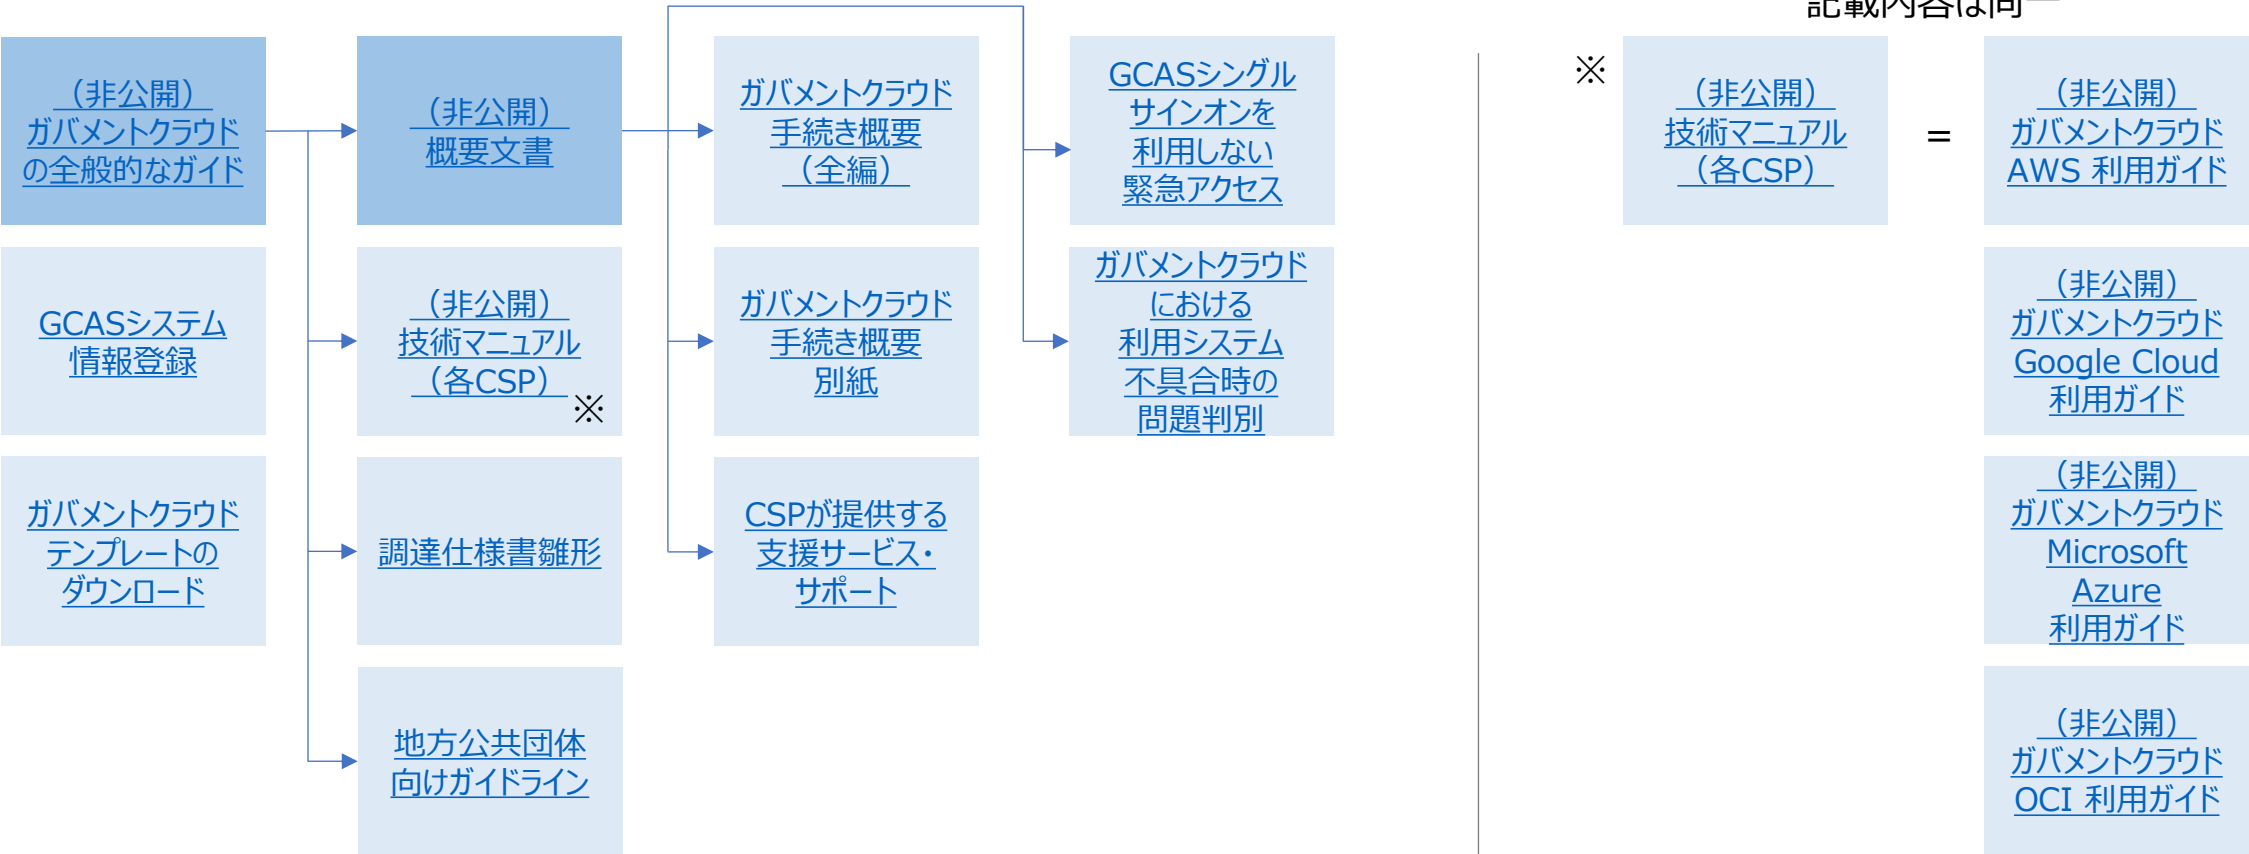 記載内容は同一
（非公開）
ガバメントクラウド
の全般的なガイド
（非公開）
概要文書
ガバメントクラウド
手続き概要
（全編）
GCASシングル
サインオンを
利用しない
緊急アクセス
※
（非公開）
技術マニュアル
（各CSP）
=
（非公開）
ガバメントクラウド
AWS 利用ガイド
GCASシステム
情報登録
（非公開）
技術マニュアル
（各CSP）
※
ガバメントクラウド
手続き概要
別紙
ガバメントクラウド
における
利用システム
不具合時の
問題判別
（非公開）
ガバメントクラウド
Google Cloud
利用ガイド
ガバメントクラウド
テンプレートの
ダウンロード
調達仕様書雛形
CSPが提供する
支援サービス・
サポート
（非公開）
ガバメントクラウド
Microsoft
Azure
利用ガイド
地方公共団体
向けガイドライン
（非公開）
ガバメントクラウド
OCI 利用ガイド